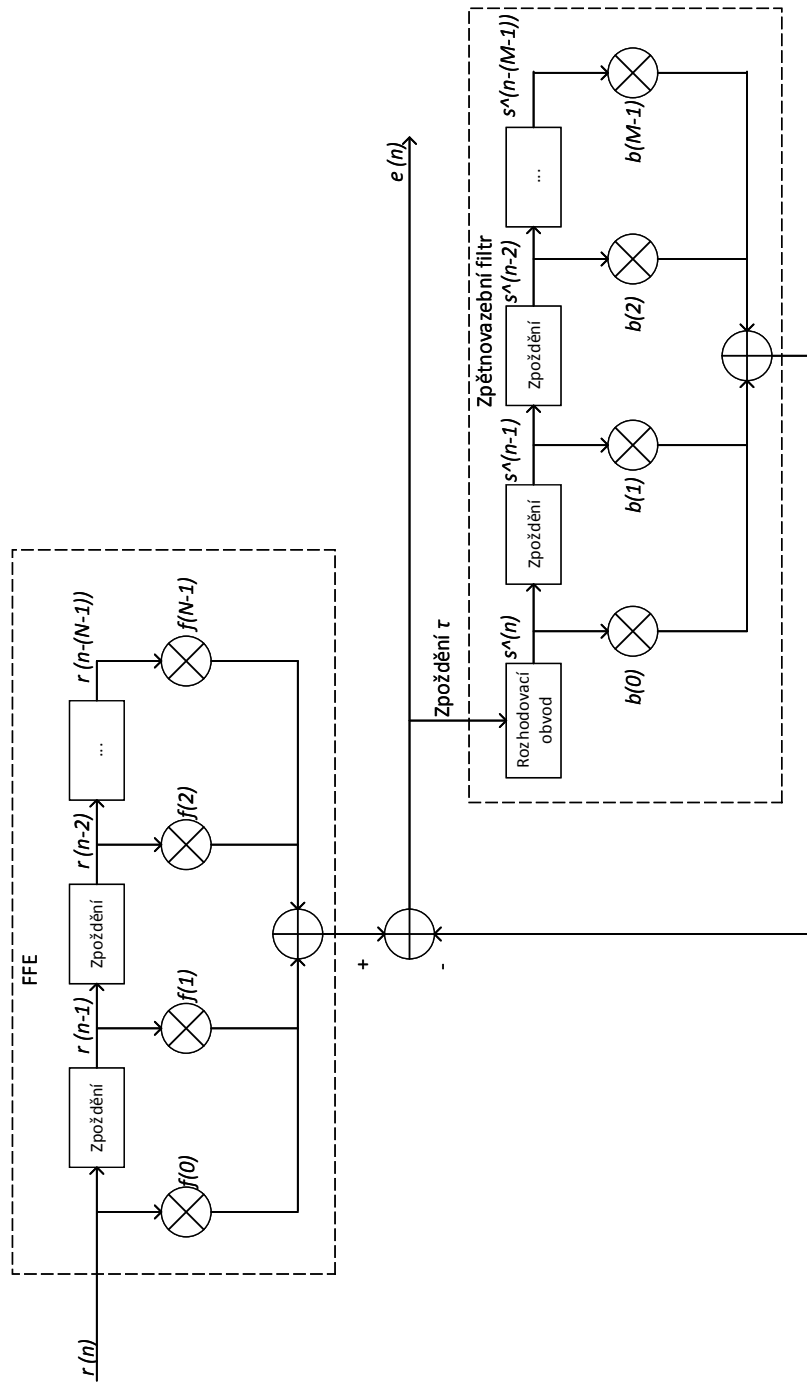 FFE
r (n)
r (n-1)
r (n-2)
r (n-(N-1))
Zpoždění
Zpoždění
...
f(0)
f(1)
f(2)
f(N-1)
+
-
e (n)
Zpoždění τ
Zpětnovazební filtr
s^(n)
s^(n-1)
s^(n-2)
s^(n-(M-1))
Rozhodovací
obvod
Zpoždění
Zpoždění
...
b(0)
b(1)
b(2)
b(M-1)